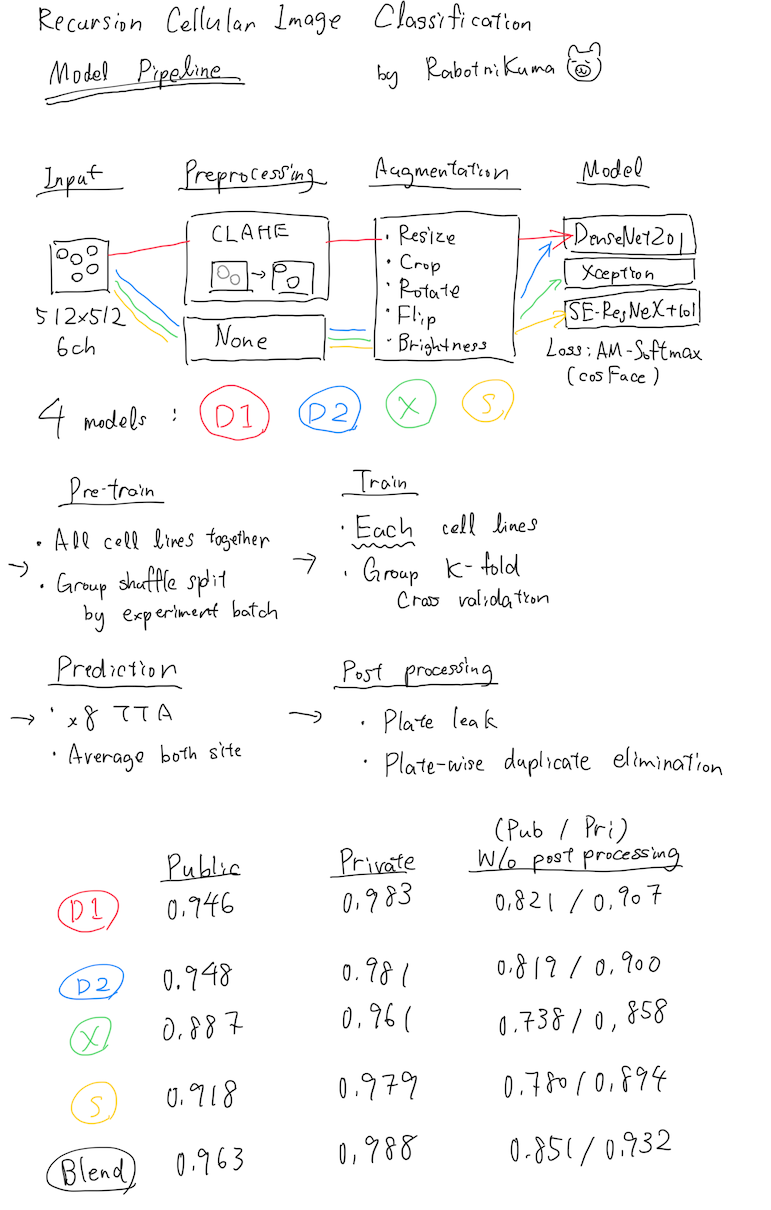 Recursion Cellular Image Classification
Model Pipeline
by RabotniKuma
Input
Preprocessing
Augmentation
Model
512x512
6ch
CLAHE
None
・Resize
・Crop
・Rotate
・Flip
・Brightness
DenseNet201
Xception
SE-ResNeXt101
Loss: AM-Softmax
(cosFace)
4 models : D1 D2 X S
Pre-train
・All cell lines together
→ ・Group shuffle split
by experiment batch
Train
・Each cell lines
→ ・Group K-fold
Cross validation
Prediction
→ ・x8 TTA
・Average both site
Post processing
→ ・Plate leak
・Plate-wise duplicate elimination
(Pub / Pri)
Public Private W/o post processing
D1 0.946 0.983 0.821 / 0.907
D2 0.948 0.981 0.819 / 0.900
X 0.887 0.961 0.738 / 0.858
S 0.918 0.979 0.780 / 0.894
Blend 0.963 0.988 0.851 / 0.932